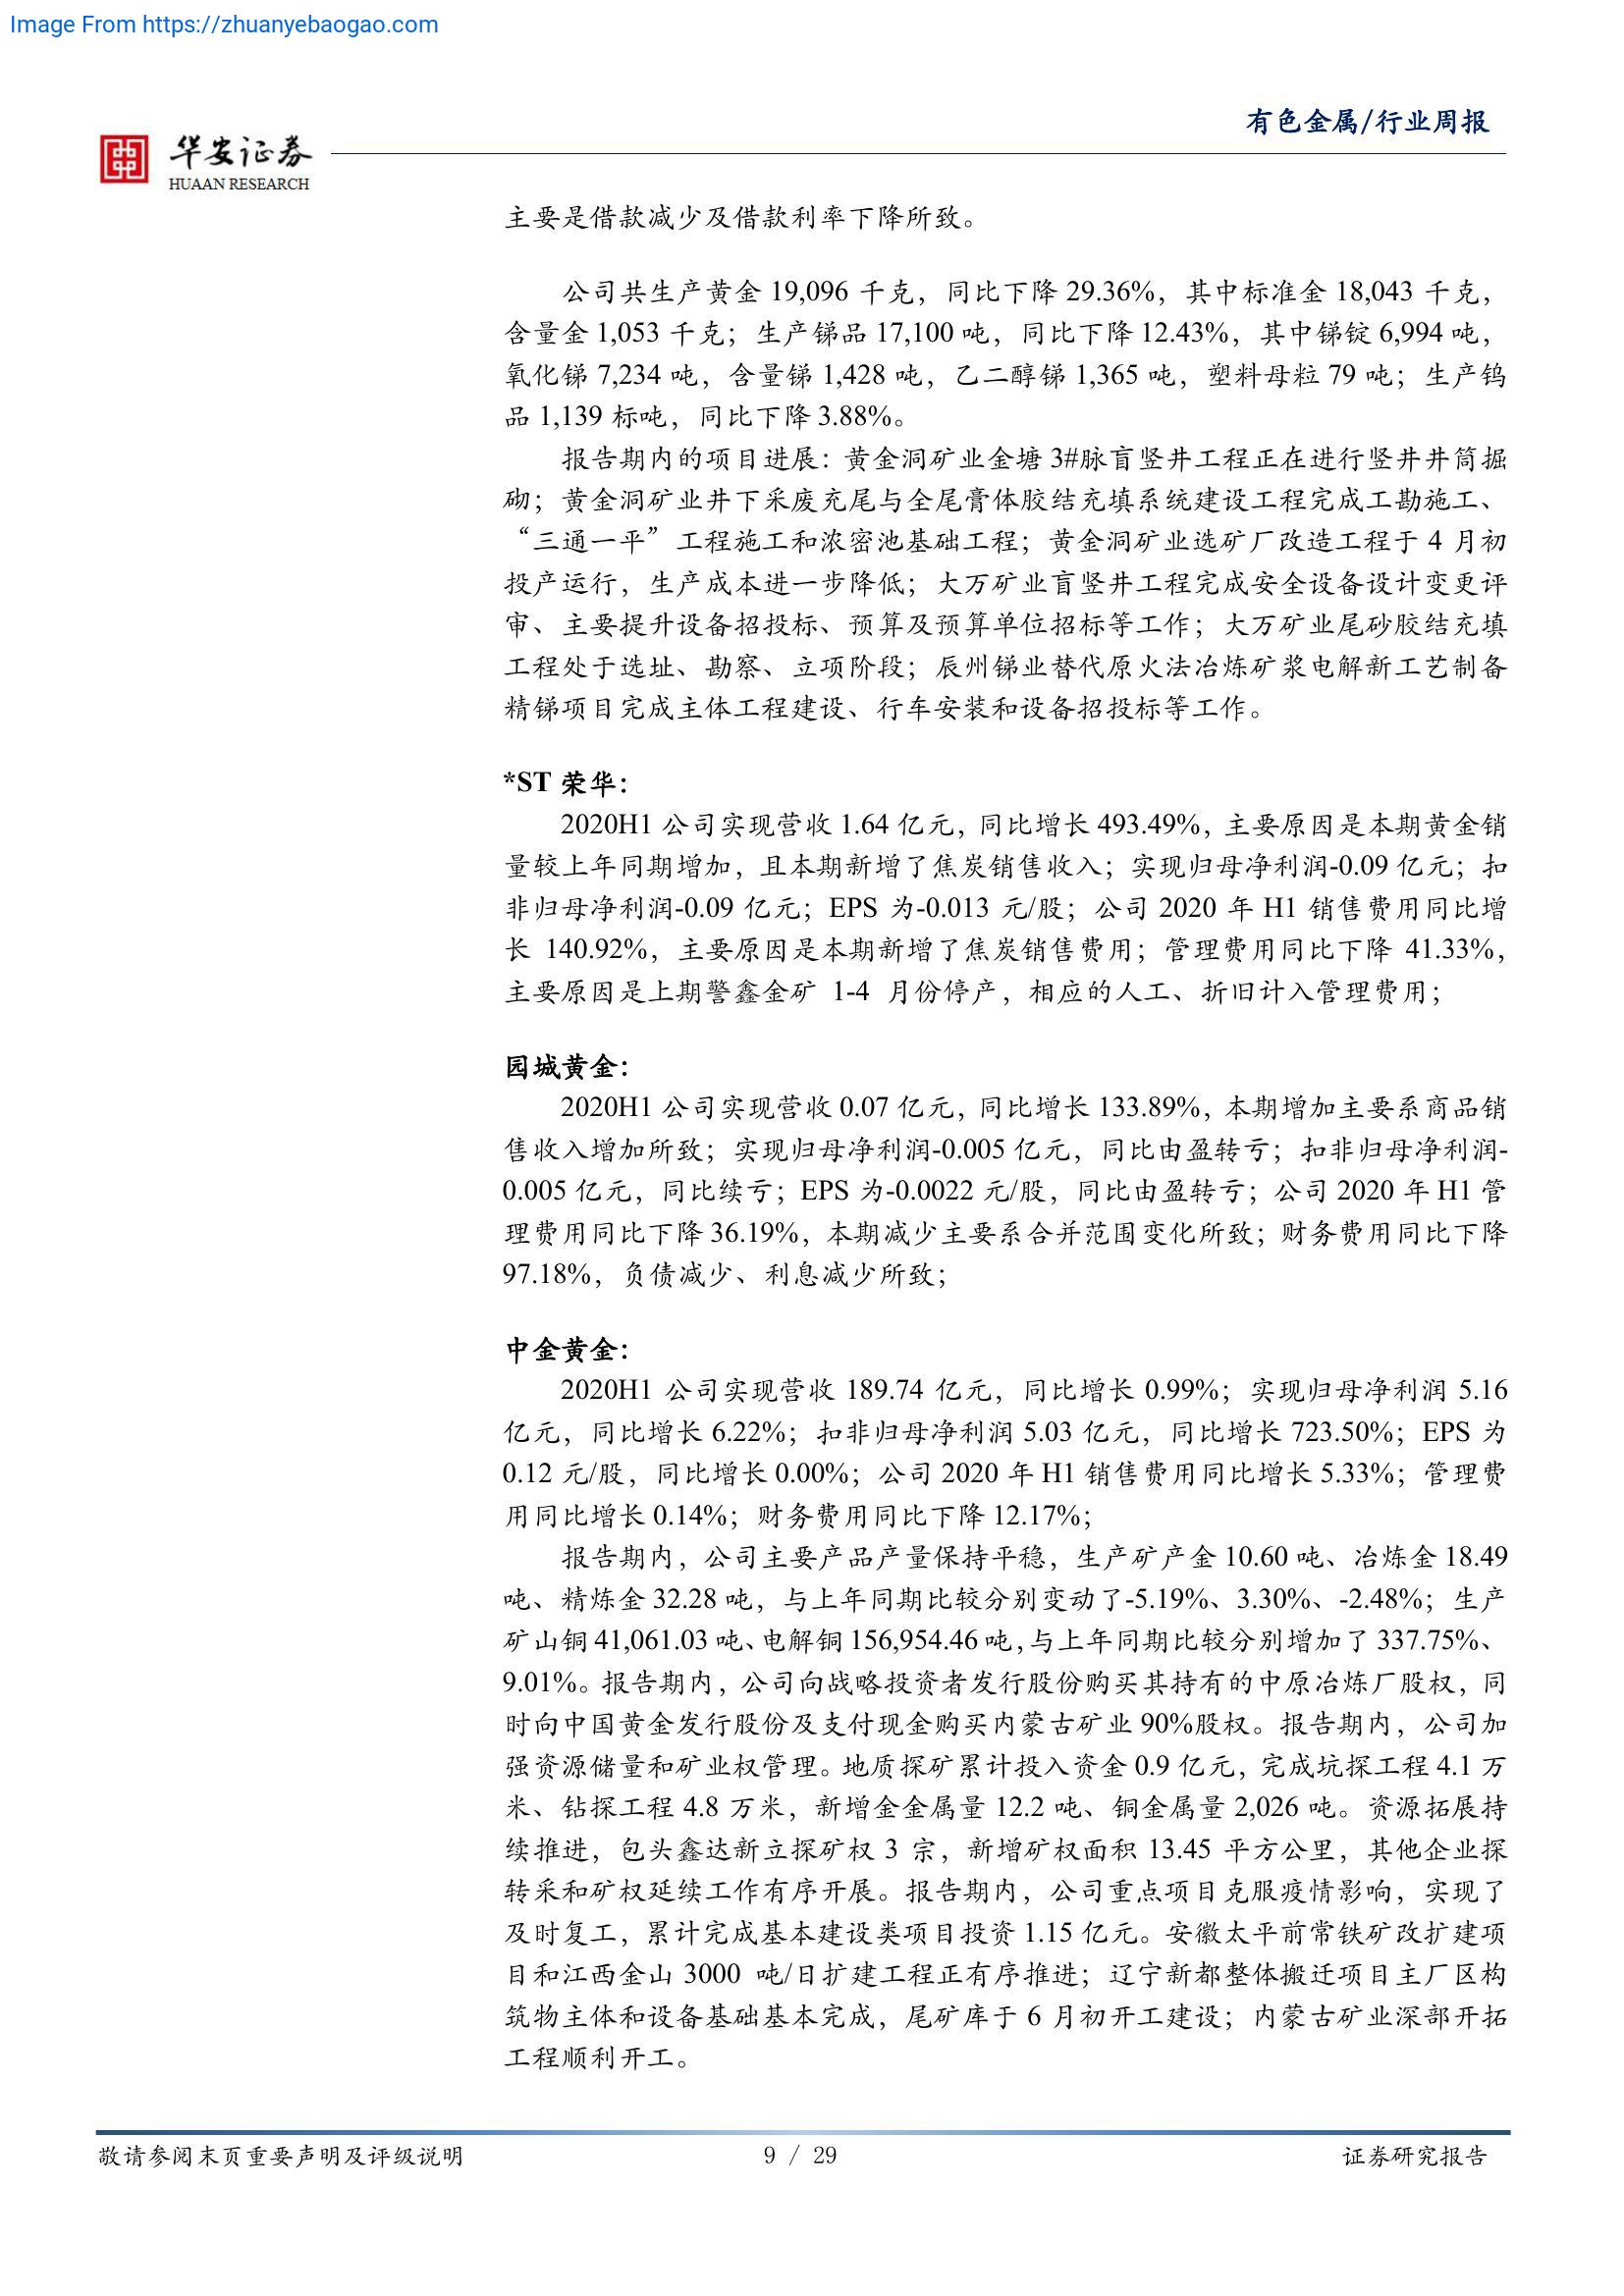 Image From https://zhuanyebaogao.com
有色金属/行业周报
华安证券
HUAAN RESEARCH
主要是借款减少及借款利率下降所致。
公司共生产黄金 19,096 千克，同比下降 29.36%，其中标准金 18,043 千克，
含量金 1,053 千克；生产锑品 17,100 吨，同比下降 12.43%，其中锑锭 6,994 吨，
氧化锑 7,234 吨，含量锑 1,428 吨，乙二醇锑 1,365 吨，塑料母粒 79 吨；生产钨
品 1,139 标吨，同比下降 3.88%。
报告期内的项目进展：黄金洞矿业金塘 3#脉盲竖井工程正在进行竖井井筒掘
砌；黄金洞矿业井下采废充尾与全尾膏体胶结充填系统建设工程完成工勘施工、
“三通一平”工程施工和浓密池基础工程；黄金洞矿业选矿厂改造工程于 4 月初
投产运行，生产成本进一步降低；大万矿业盲竖井工程完成安全设备设计变更评
审、主要提升设备招投标、预算及预算单位招标等工作；大万矿业尾砂胶结充填
工程处于选址、勘察、立项阶段；辰州锑业替代原火法冶炼矿浆电解新工艺制备
精锑项目完成主体工程建设、行车安装和设备招投标等工作。
*ST 荣华：
2020H1 公司实现营收 1.64 亿元，同比增长 493.49%，主要原因是本期黄金销
量较上年同期增加，且本期新增了焦炭销售收入；实现归母净利润-0.09 亿元；扣
非归母净利润-0.09 亿元；EPS 为-0.013 元/股；公司 2020 年 H1 销售费用同比增
长 140.92%，主要原因是本期新增了焦炭销售费用；管理费用同比下降 41.33%，
主要原因是上期警鑫金矿 1-4 月份停产，相应的人工、折旧计入管理费用；
园城黄金：
2020H1 公司实现营收 0.07 亿元，同比增长 133.89%，本期增加主要系商品销
售收入增加所致；实现归母净利润-0.005 亿元，同比由盈转亏；扣非归母净利润-
0.005 亿元，同比续亏；EPS 为-0.0022 元/股，同比由盈转亏；公司 2020 年 H1 管
理费用同比下降 36.19%，本期减少主要系合并范围变化所致；财务费用同比下降
97.18%，负债减少、利息减少所致；
中金黄金：
2020H1 公司实现营收 189.74 亿元，同比增长 0.99%；实现归母净利润 5.16
亿元，同比增长 6.22%；扣非归母净利润 5.03 亿元，同比增长 723.50%；EPS 为
0.12 元/股，同比增长 0.00%；公司 2020 年 H1 销售费用同比增长 5.33%；管理费
用同比增长 0.14%；财务费用同比下降 12.17%；
报告期内，公司主要产品产量保持平稳，生产矿产金 10.60 吨、冶炼金 18.49
吨、精炼金 32.28 吨，与上年同期比较分别变动了-5.19%、3.30%、-2.48%；生产
矿山铜 41,061.03 吨、电解铜 156,954.46 吨，与上年同期比较分别增加了 337.75%、
9.01%。报告期内，公司向战略投资者发行股份购买其持有的中原冶炼厂股权，同
时向中国黄金发行股份及支付现金购买内蒙古矿业 90%股权。报告期内，公司加
强资源储量和矿业权管理。地质探矿累计投入资金 0.9 亿元，完成坑探工程 4.1 万
米、钻探工程 4.8 万米，新增金金属量 12.2 吨、铜金属量 2,026 吨。资源拓展持
续推进，包头鑫达新立探矿权 3 宗，新增矿权面积 13.45 平方公里，其他企业探
转采和矿权延续工作有序开展。报告期内，公司重点项目克服疫情影响，实现了
及时复工，累计完成基本建设类项目投资 1.15 亿元。安徽太平前常铁矿改扩建项
目和江西金山 3000 吨/日扩建工程正有序推进；辽宁新都整体搬迁项目主厂区构
筑物主体和设备基础基本完成，尾矿库于 6 月初开工建设；内蒙古矿业深部开拓
工程顺利开工。
敬请参阅末页重要声明及评级说明
9 / 29
证券研究报告